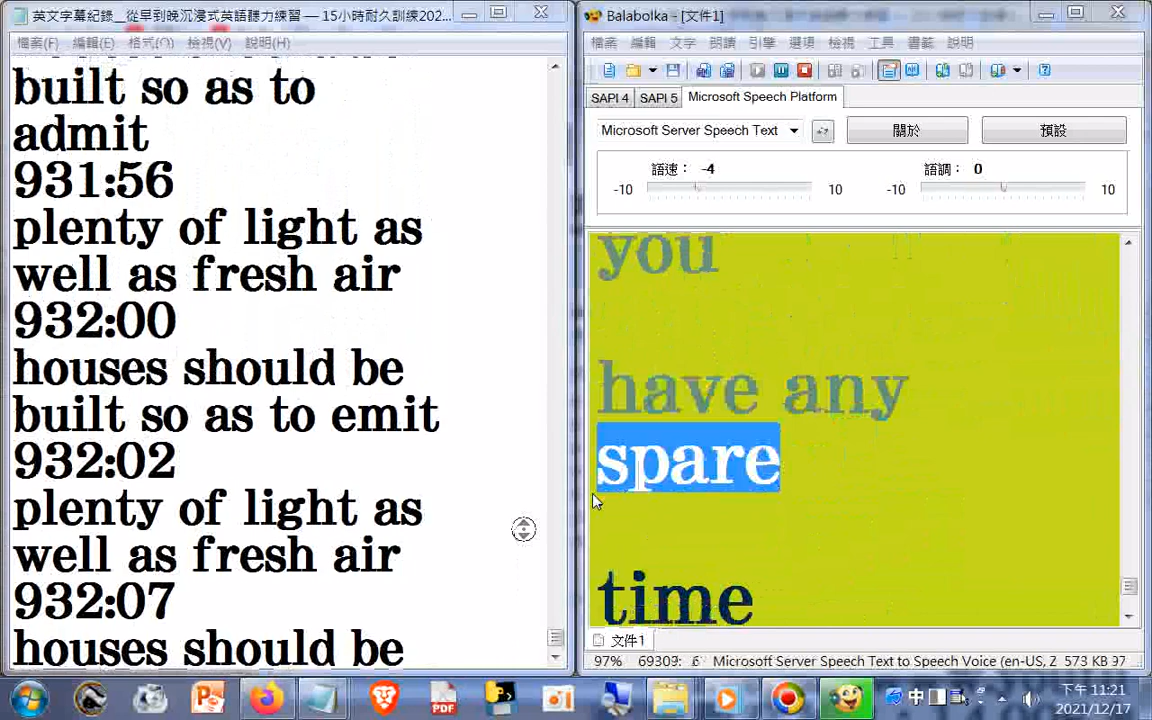 英文字幕紀錄__從早到晚沉浸式英語聽力練習 — 15小時耐久訓練202...
檔案(F) 編輯(E) 格式(O) 檢視(V) 說明(H)
built so as to
admit
931:56
plenty of light as
well as fresh air
932:00
houses should be
built so as to emit
932:02
plenty of light as
well as fresh air
932:07
houses should be
Balabolka - [文件1]
檔案 編輯 文字 朗讀 引擎 選項 檢視 工具 書籤 說明
SAPI 4 SAPI 5 Microsoft Speech Platform
Microsoft Server Speech Text 關於 預設
語速： -4 語調： 0
-10 10 -10 10
you
have any
spare
time
文件1
97% Microsoft Server Speech Text to Speech Voice (en-US, 573 KB
PDF
中
下午 11:21
2021/12/17